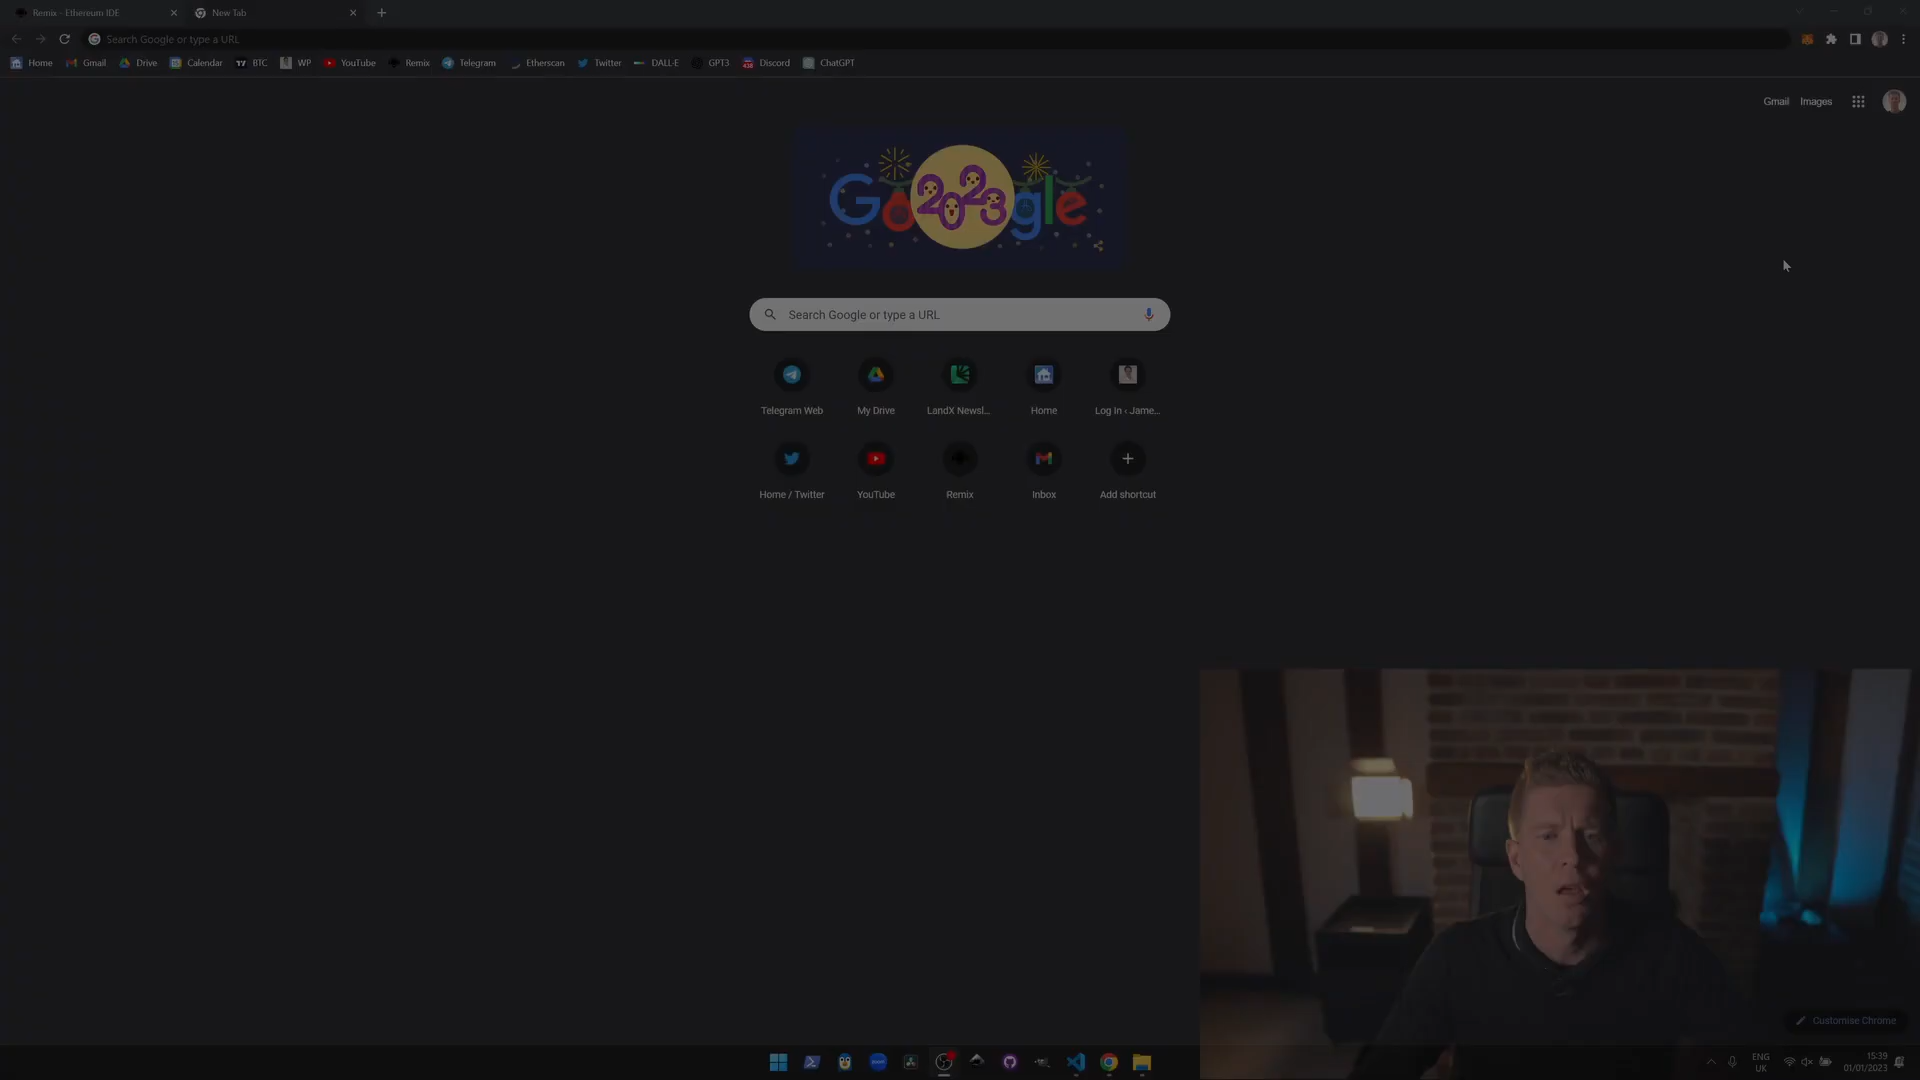 Remix - Ethereum IDE
New Tab
Search Google or type a URL
Home Gmail Drive Calendar BTC WP YouTube Remix Telegram Etherscan Twitter DALL-E GPT3 Discord ChatGPT
Gmail Images
Google 2023
Search Google or type a URL
Telegram Web My Drive LandX Newsl... Home Log In ‹ Jame...
Home / Twitter YouTube Remix Inbox Add shortcut
Customise Chrome
ENG
UK
15:39
01/01/2023